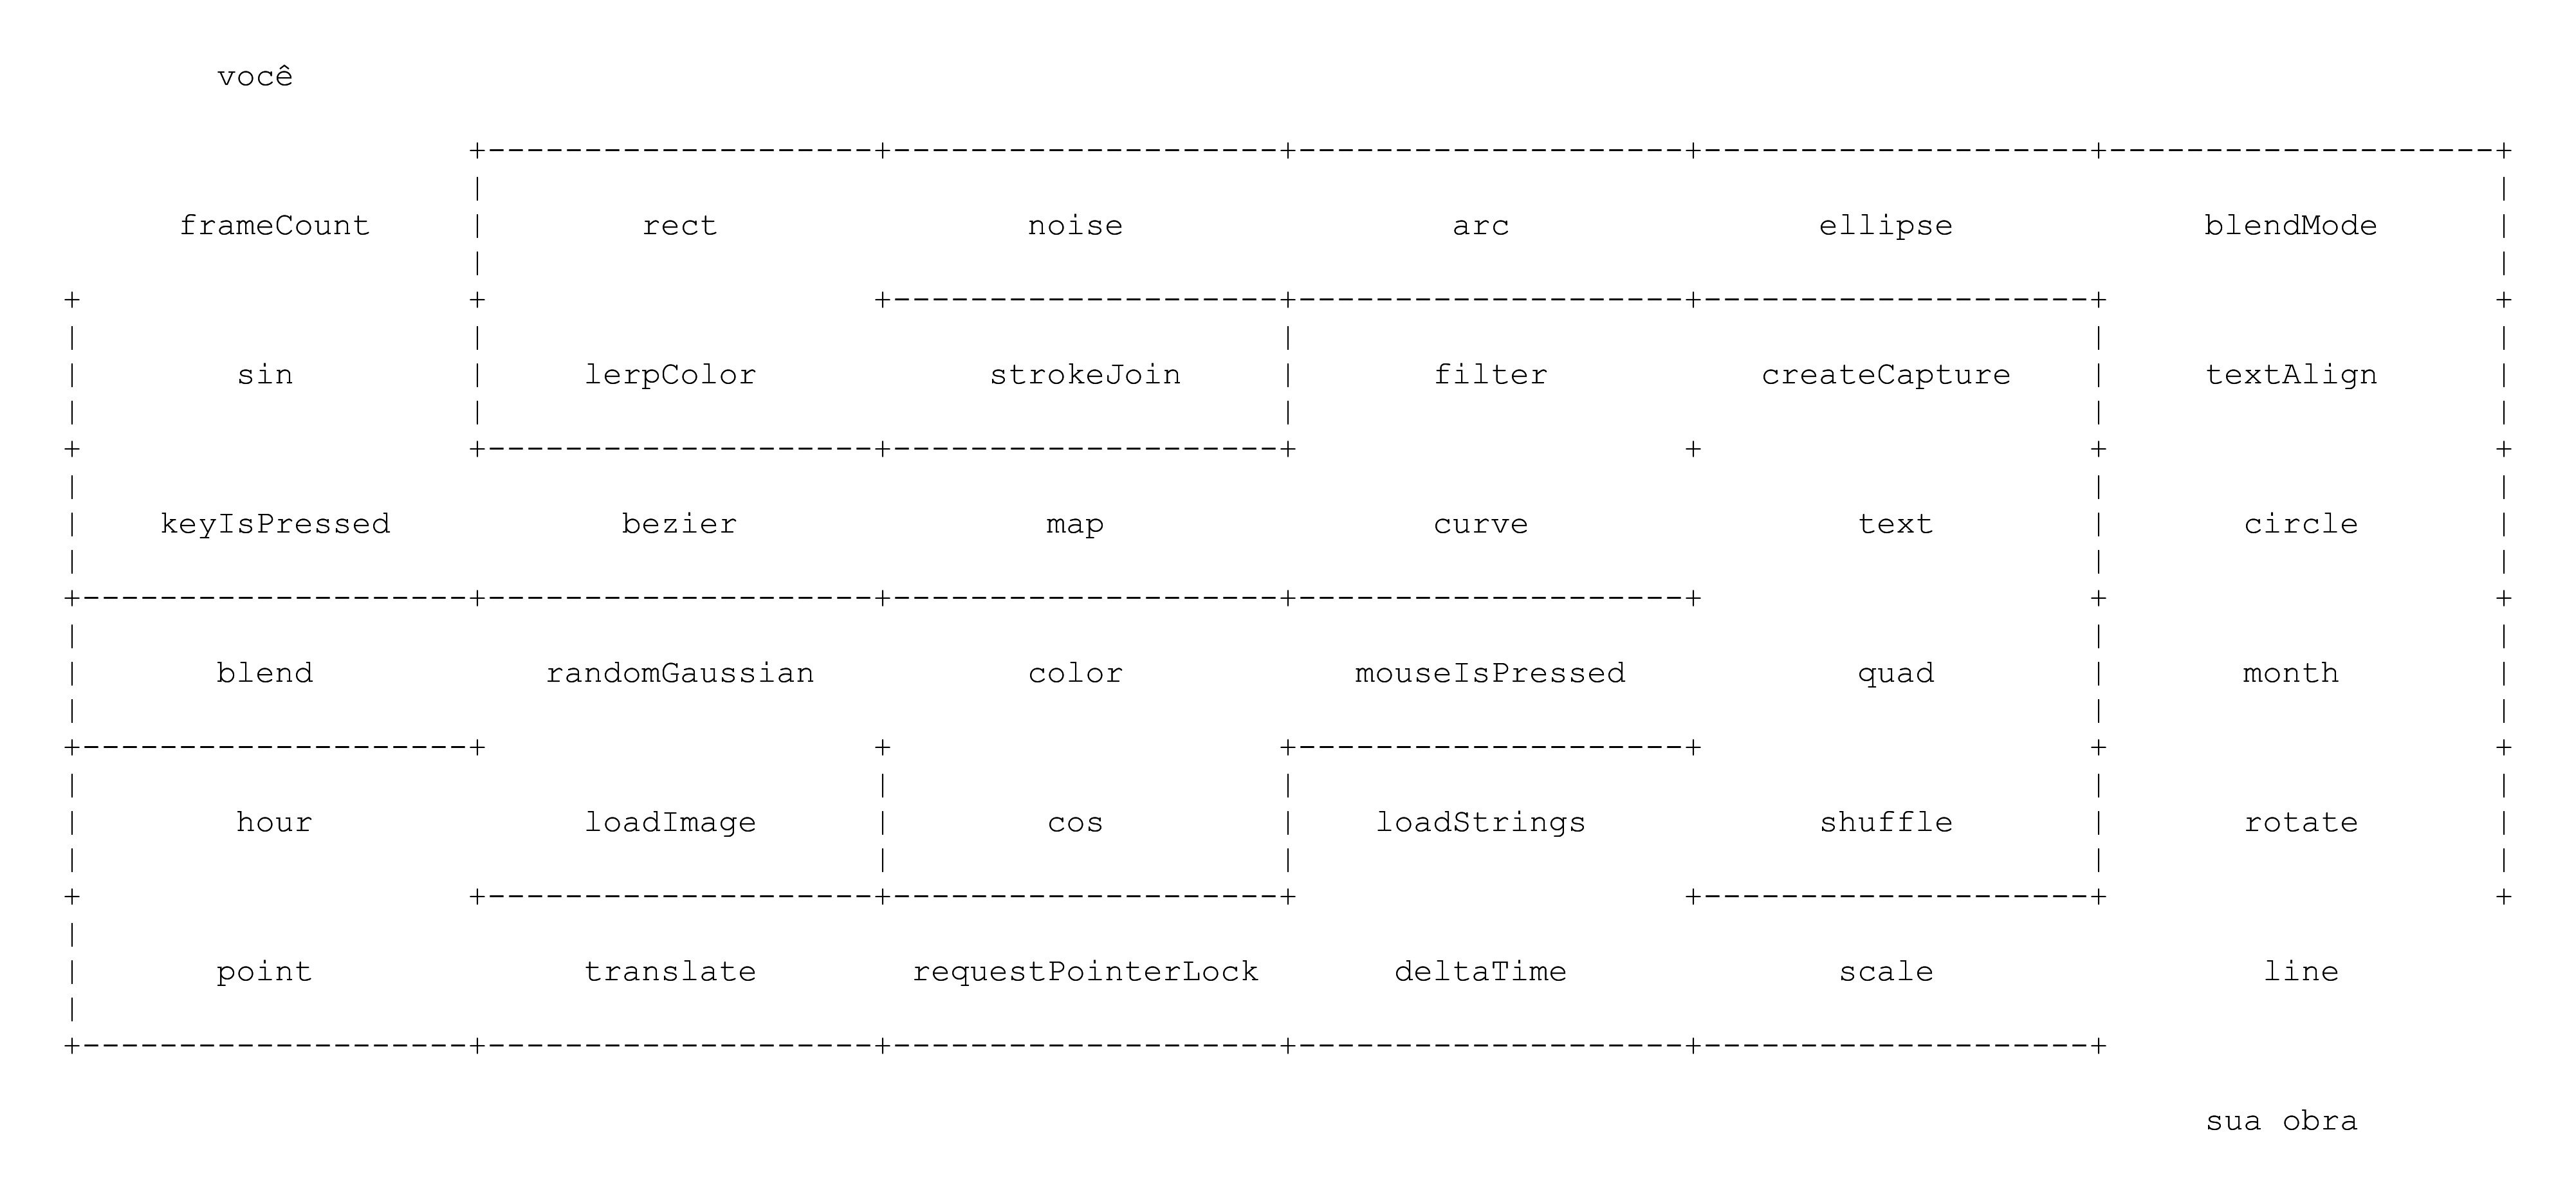 você
frameCount rect noise arc ellipse blendMode
sin lerpColor strokeJoin filter createCapture textAlign
keyIsPressed bezier map curve text circle
blend randomGaussian color mouseIsPressed quad month
hour loadImage cos loadStrings shuffle rotate
point translate requestPointerLock deltaTime scale line
sua obra